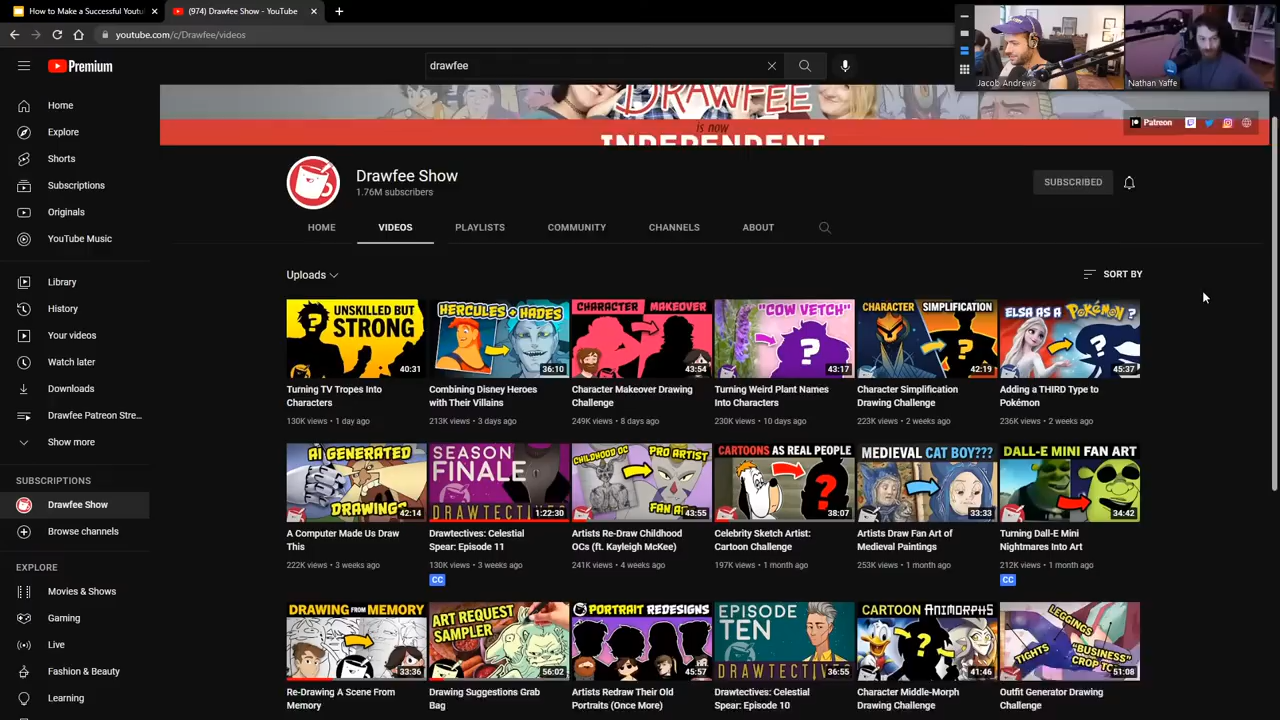 How to Make a Successful Youtu
(974) Drawfee Show - YouTube
youtube.com/c/Drawfee/videos
Premium
drawfee
Jacob Andrews
Nathan Yaffe
DRAWFEE
is now
INDEPENDENT
Patreon
Home
Explore
Shorts
Subscriptions
Originals
YouTube Music
Library
History
Your videos
Watch later
Downloads
Drawfee Patreon Stre...
Show more
SUBSCRIPTIONS
Drawfee Show
Browse channels
EXPLORE
Movies & Shows
Gaming
Live
Fashion & Beauty
Learning
Drawfee Show
1.76M subscribers
SUBSCRIBED
HOME
VIDEOS
PLAYLISTS
COMMUNITY
CHANNELS
ABOUT
Uploads
SORT BY
UNSKILLED BUT
STRONG
40:31
Turning TV Tropes Into
Characters
130K views • 1 day ago
HERCULES + HADES
36:10
Combining Disney Heroes
with Their Villains
213K views • 3 days ago
CHARACTER MAKEOVER
43:54
Character Makeover Drawing
Challenge
249K views • 8 days ago
"COW VETCH"
?
43:17
Turning Weird Plant Names
Into Characters
230K views • 10 days ago
CHARACTER SIMPLIFICATION
?
42:19
Character Simplification
Drawing Challenge
223K views • 2 weeks ago
ELSA AS A POKÉMON ?
?
45:37
Adding a THIRD Type to
Pokémon
236K views • 2 weeks ago
AI GENERATED
DRAWINGS
42:14
A Computer Made Us Draw
This
222K views • 3 weeks ago
SEASON
FINALE
DRAWTECTIVES
1:22:30
Drawtectives: Celestial
Spear: Episode 11
130K views • 3 weeks ago
CC
CHILDHOOD OC
PRO ARTIST
FAN ART
43:55
Artists Re-Draw Childhood
OCs (ft. Kayleigh McKee)
241K views • 4 weeks ago
CARTOONS AS REAL PEOPLE
?
38:07
Celebrity Sketch Artist:
Cartoon Challenge
197K views • 1 month ago
MEDIEVAL CAT BOY???
33:33
Artists Draw Fan Art of
Medieval Paintings
253K views • 1 month ago
DALL-E MINI FAN ART
34:42
Turning Dall-E Mini
Nightmares Into Art
212K views • 1 month ago
CC
DRAWING FROM MEMORY
33:36
Re-Drawing A Scene From
Memory
ART REQUEST
SAMPLER
56:02
Drawing Suggestions Grab
Bag
PORTRAIT REDESIGNS
45:57
Artists Redraw Their Old
Portraits (Once More)
EPISODE
TEN
DRAWTECTIVES
36:55
Drawtectives: Celestial
Spear: Episode 10
CARTOON ANIMORPHS
?
41:46
Character Middle-Morph
Drawing Challenge
LEGGINGS
TIGHTS
"BUSINESS"
CROP TO
51:08
Outfit Generator Drawing
Challenge